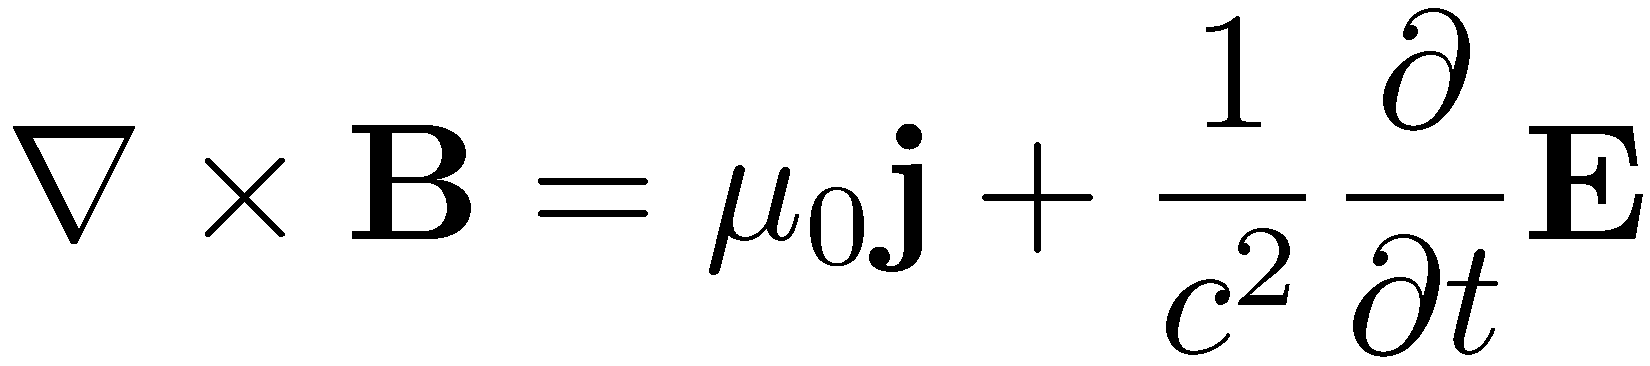 ∇ × B = μ₀j + 1/c² ∂/∂t E